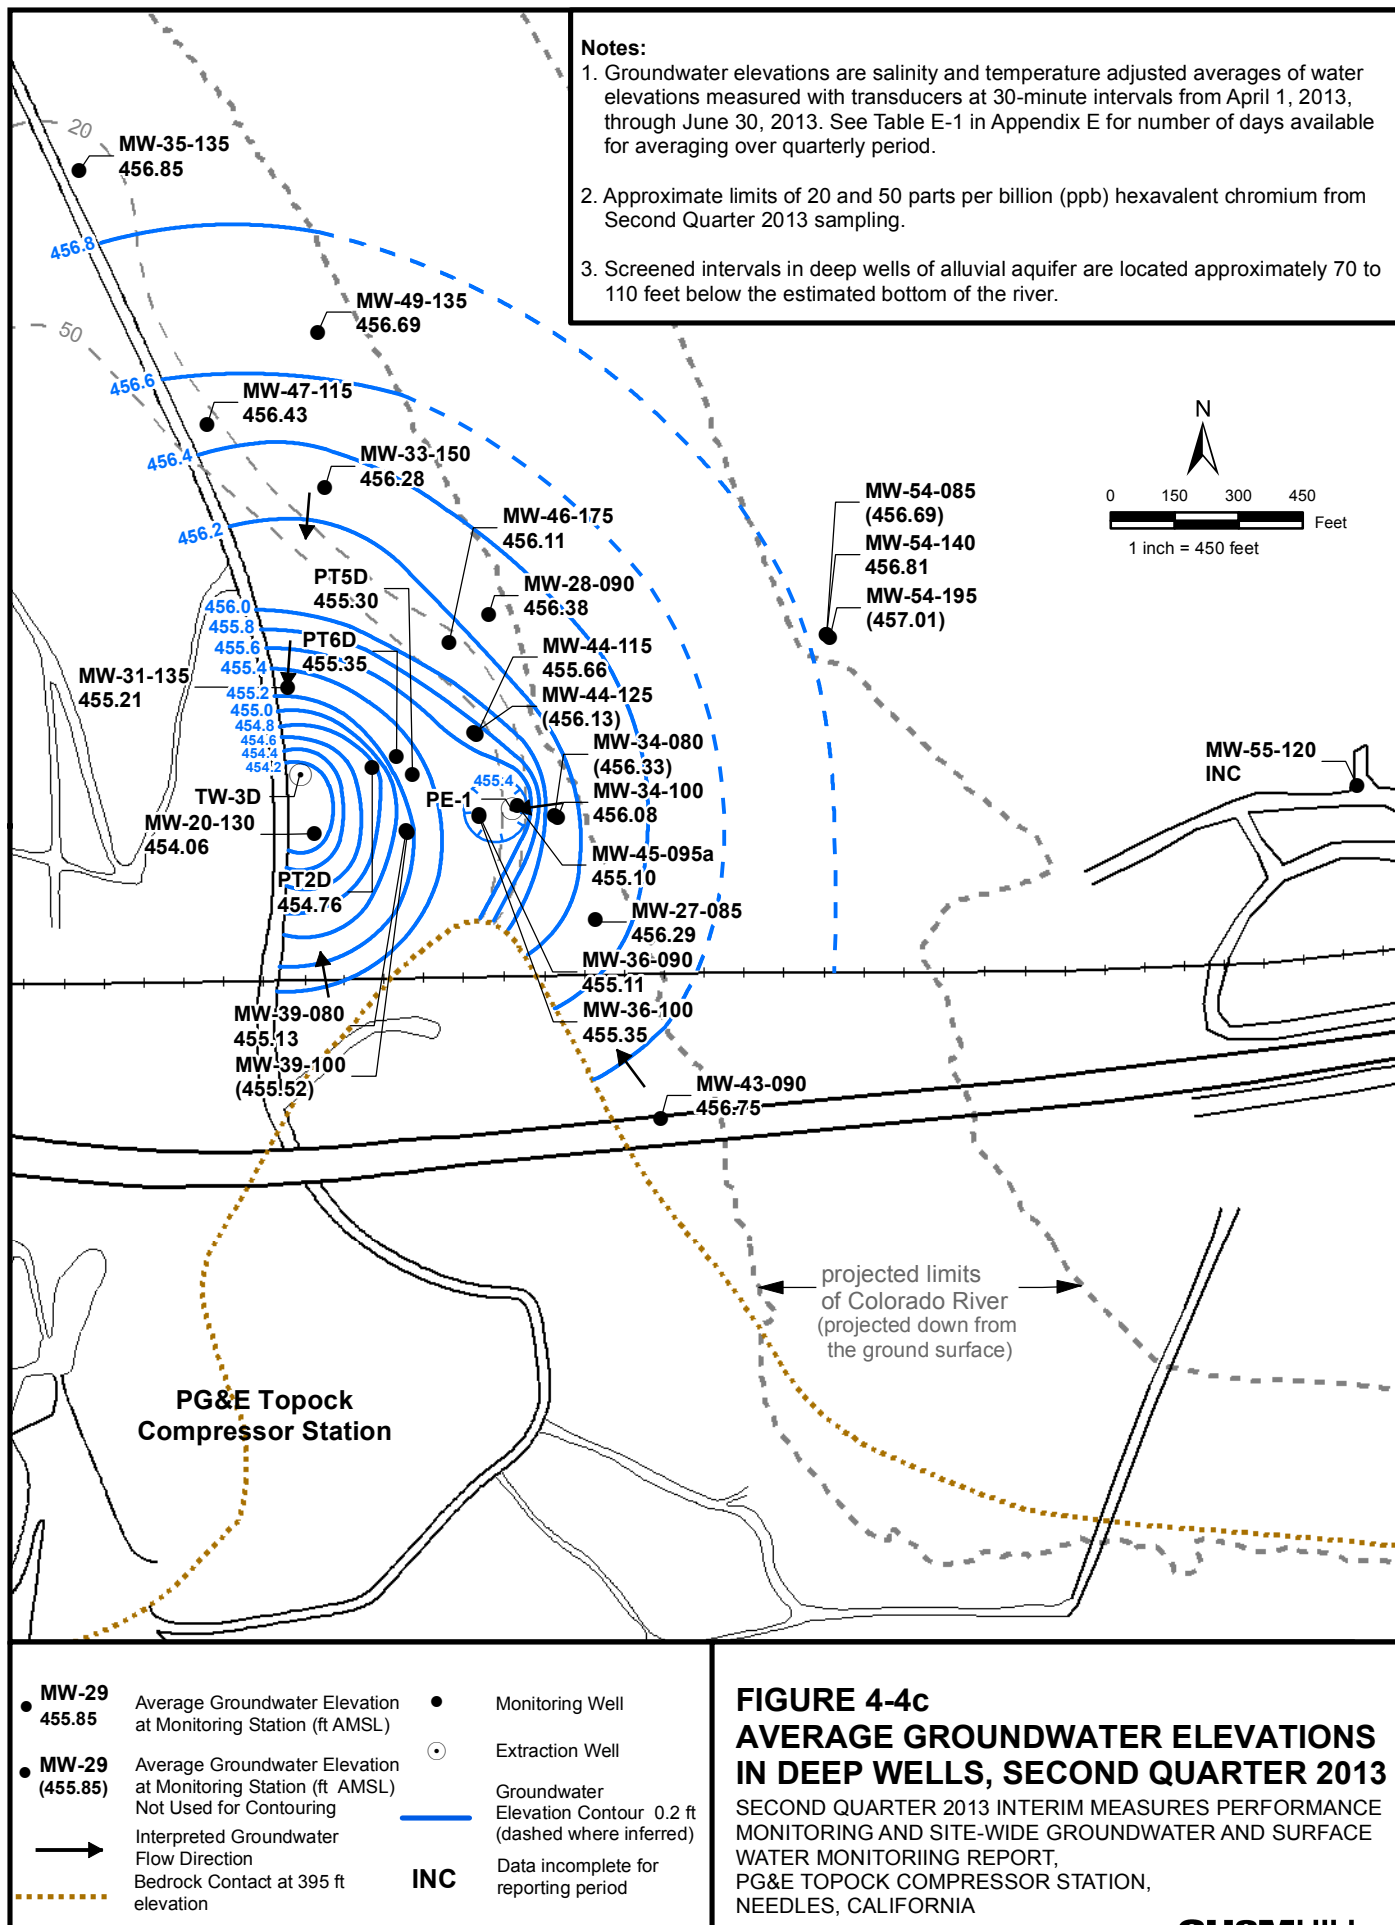 Notes:
1. Groundwater elevations are salinity and temperature adjusted averages of water
elevations measured with transducers at 30-minute intervals from April 1, 2013,
through June 30, 2013. See Table E-1 in Appendix E for number of days available
for averaging over quarterly period.
2. Approximate limits of 20 and 50 parts per billion (ppb) hexavalent chromium from
Second Quarter 2013 sampling.
3. Screened intervals in deep wells of alluvial aquifer are located approximately 70 to
110 feet below the estimated bottom of the river.
20
MW-35-135
456.85
456.8
50
MW-49-135
456.69
456.6
MW-47-115
456.43
456.4
MW-33-150
456.28
N
0 150 300 450
Feet
1 inch = 450 feet
MW-54-085
(456.69)
MW-54-140
456.81
MW-54-195
(457.01)
456.2
MW-46-175
456.11
PT5D
455.30
MW-28-090
456.38
456.0
455.8
455.6
455.4
455.2
455.0
454.8
454.6
454.4
454.2
PT6D
455.35
MW-44-115
455.66
MW-31-135
455.21
MW-44-125
(456.13)
MW-34-080
(456.33)
MW-55-120
INC
455.4
TW-3D
PE-1
MW-34-100
456.08
MW-20-130
454.06
MW-45-095a
455.10
PT2D
454.76
MW-27-085
456.29
MW-36-090
455.11
MW-39-080
455.13
MW-36-100
455.35
MW-39-100
(455.52)
MW-43-090
456.75
projected limits
of Colorado River
(projected down from
the ground surface)
PG&E Topock
Compressor Station
MW-29
455.85
Average Groundwater Elevation
at Monitoring Station (ft AMSL)
MW-29
(455.85)
Average Groundwater Elevation
at Monitoring Station (ft AMSL)
Not Used for Contouring
Interpreted Groundwater
Flow Direction
Bedrock Contact at 395 ft
elevation
Monitoring Well
Extraction Well
Groundwater
Elevation Contour 0.2 ft
(dashed where inferred)
INC
Data incomplete for
reporting period
FIGURE 4-4c
AVERAGE GROUNDWATER ELEVATIONS
IN DEEP WELLS, SECOND QUARTER 2013
SECOND QUARTER 2013 INTERIM MEASURES PERFORMANCE
MONITORING AND SITE-WIDE GROUNDWATER AND SURFACE
WATER MONITORIING REPORT,
PG&E TOPOCK COMPRESSOR STATION,
NEEDLES, CALIFORNIA